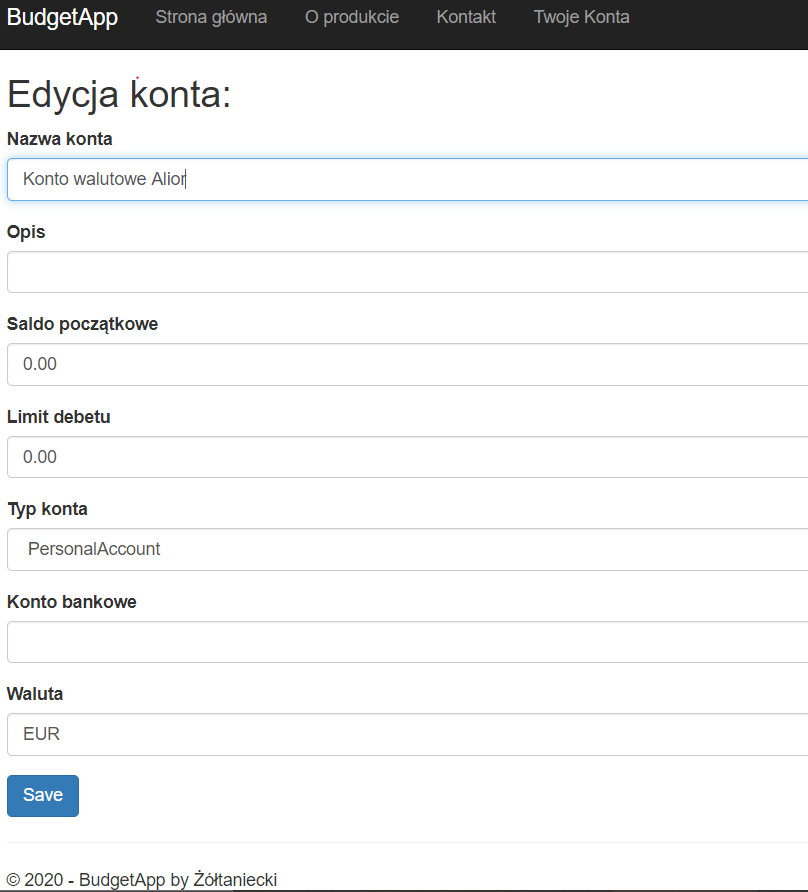 BudgetApp Strona główna O produkcie Kontakt Twoje Konta
Edycja konta:
Nazwa konta
Konto walutowe Alior
Opis
Saldo początkowe
0.00
Limit debetu
0.00
Typ konta
PersonalAccount
Konto bankowe
Waluta
EUR
Save
© 2020 - BudgetApp by Żółtaniecki